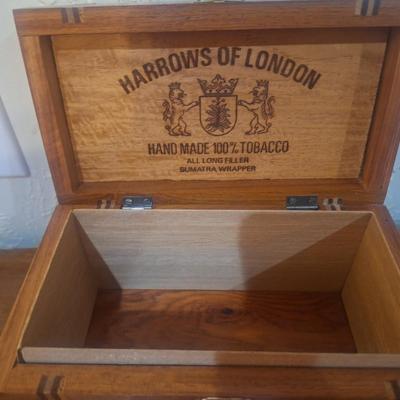 HARROWS OF LONDON
HAND MADE 100% TOBACCO
ALL LONG FILLER
SUMATRA WRAPPER